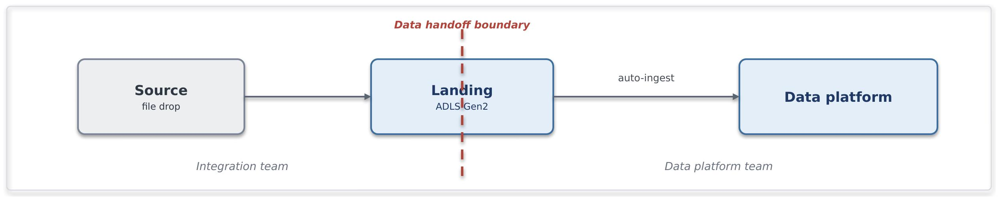 Data handoff boundary
Source
file drop
Landing
ADLS Gen2
auto-ingest
Data platform
Integration team
Data platform team